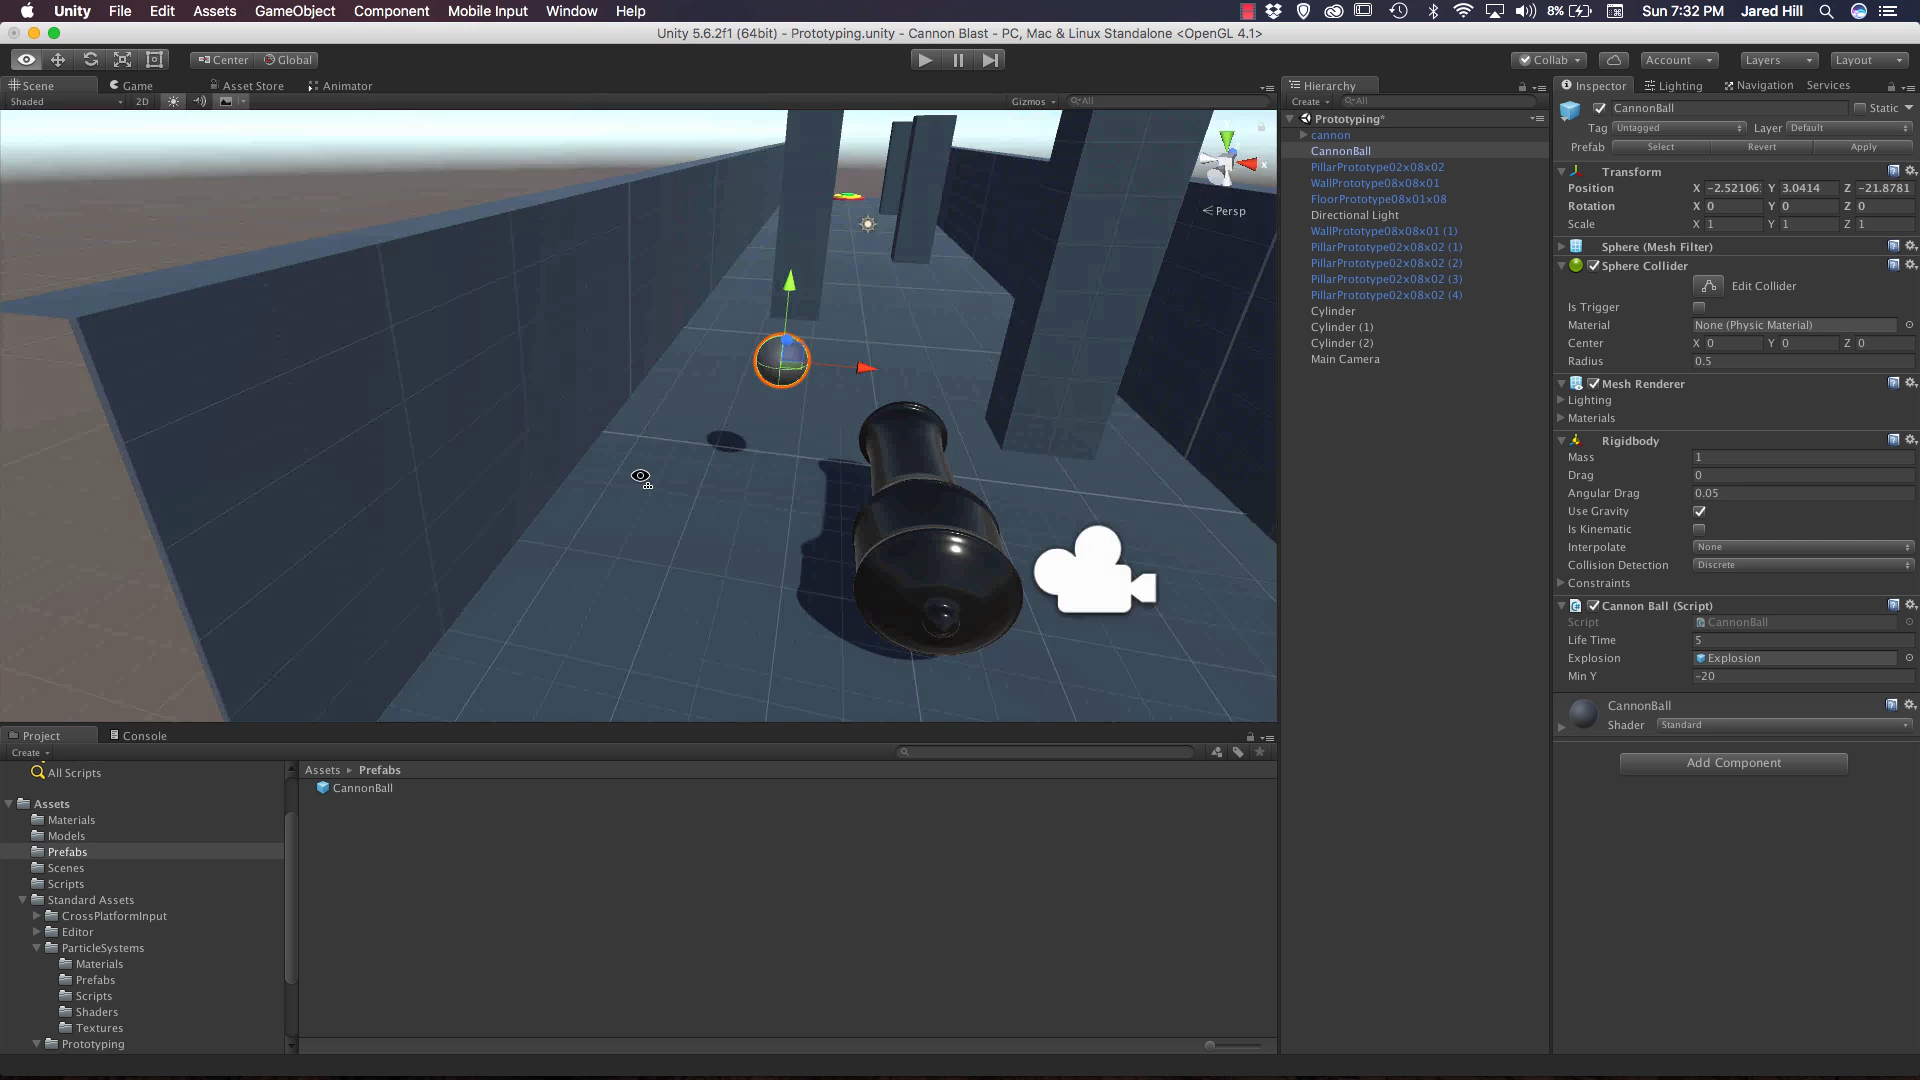 Unity File Edit Assets GameObject Component Mobile Input Window Help 8% Sun 7:32 PM Jared Hill
Unity 5.6.2f1 (64bit) - Prototyping.unity - Cannon Blast - PC, Mac & Linux Standalone <OpenGL 4.1>
Center Global Collab Account Layers Layout
Scene Game Asset Store Animator
Shaded 2D Gizmos All
x
Persp
Hierarchy
Create All
Prototyping*
cannon
CannonBall
PillarPrototype02x08x02
WallPrototype08x08x01
FloorPrototype08x01x08
Directional Light
WallPrototype08x08x01 (1)
PillarPrototype02x08x02 (1)
PillarPrototype02x08x02 (2)
PillarPrototype02x08x02 (3)
PillarPrototype02x08x02 (4)
Cylinder
Cylinder (1)
Cylinder (2)
Main Camera
Inspector Lighting Navigation Services
CannonBall Static
Tag Untagged Layer Default
Prefab Select Revert Apply
Transform
Position X -2.52106 Y 3.0414 Z -21.8781
Rotation X 0 Y 0 Z 0
Scale X 1 Y 1 Z 1
Sphere (Mesh Filter)
Sphere Collider
Edit Collider
Is Trigger
Material None (Physic Material)
Center X 0 Y 0 Z 0
Radius 0.5
Mesh Renderer
Lighting
Materials
Rigidbody
Mass 1
Drag 0
Angular Drag 0.05
Use Gravity
Is Kinematic
Interpolate None
Collision Detection Discrete
Constraints
Cannon Ball (Script)
Script CannonBall
Life Time 5
Explosion Explosion
Min Y -20
CannonBall
Shader Standard
Add Component
Project Console
Create
All Scripts
Assets
Materials
Models
Prefabs
Scenes
Scripts
Standard Assets
CrossPlatformInput
Editor
ParticleSystems
Materials
Prefabs
Scripts
Shaders
Textures
Prototyping
Assets ▸ Prefabs
CannonBall